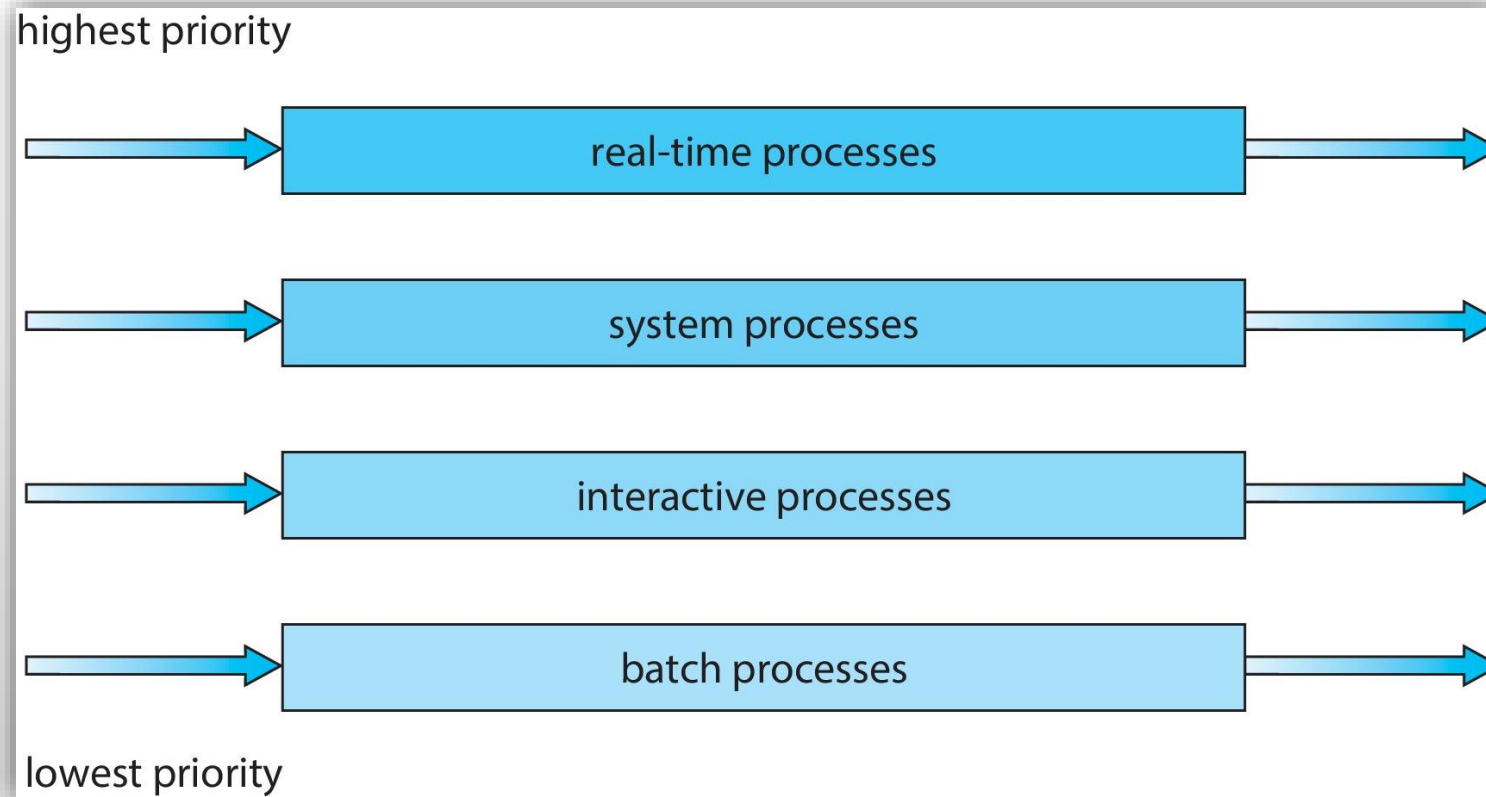 highest priority
real-time processes
system processes
interactive processes
batch processes
lowest priority